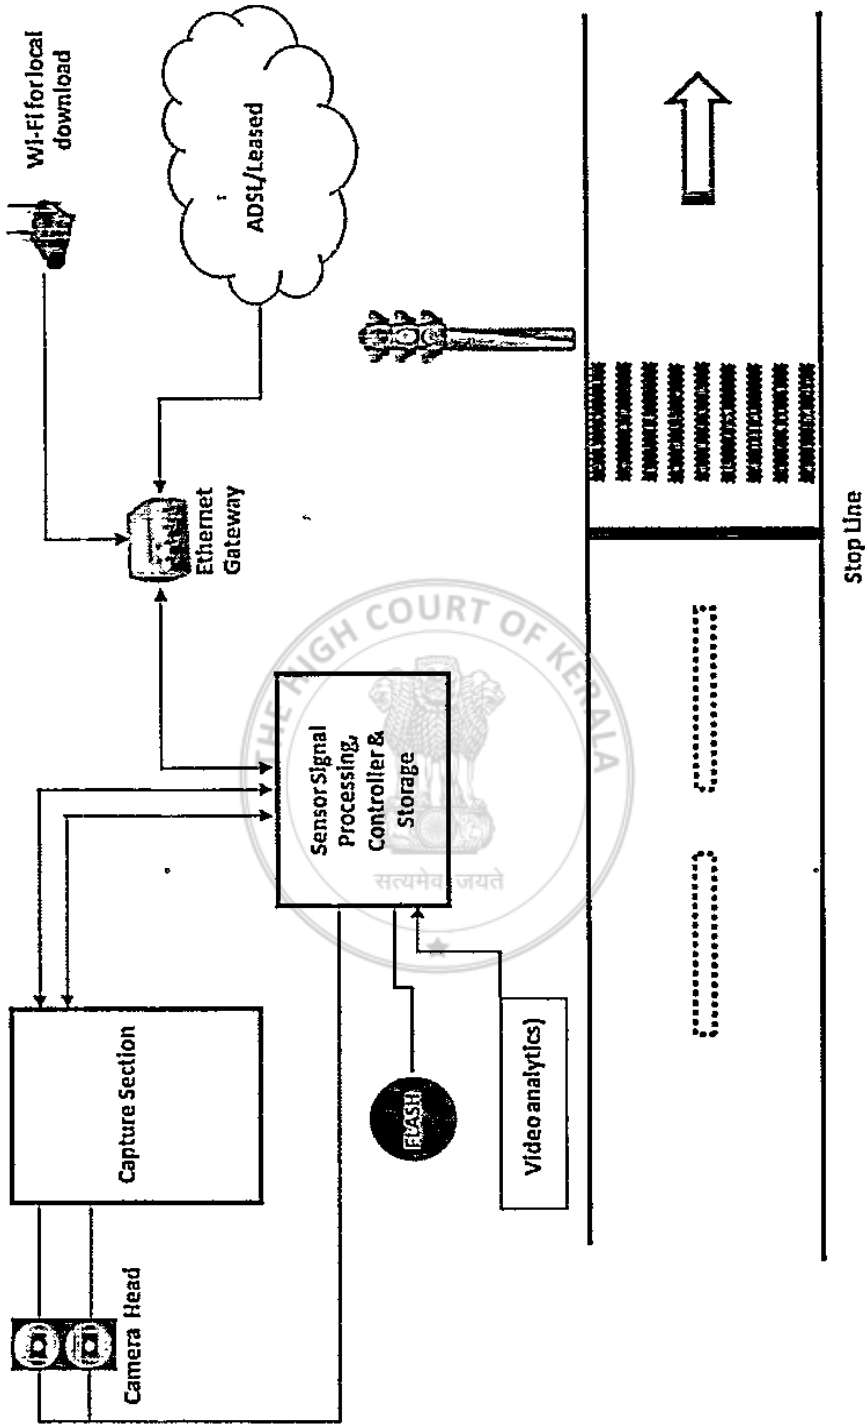 Camera Head
Capture Section
Wi-Fi for local
download
ADSL/Leased
Ethernet
Gateway
Sensor Signal
Processing,
Controller &
Storage
FLASH
Video analytics)
Stop Line
THE HIGH COURT OF KERALA
सत्यमेव जयते